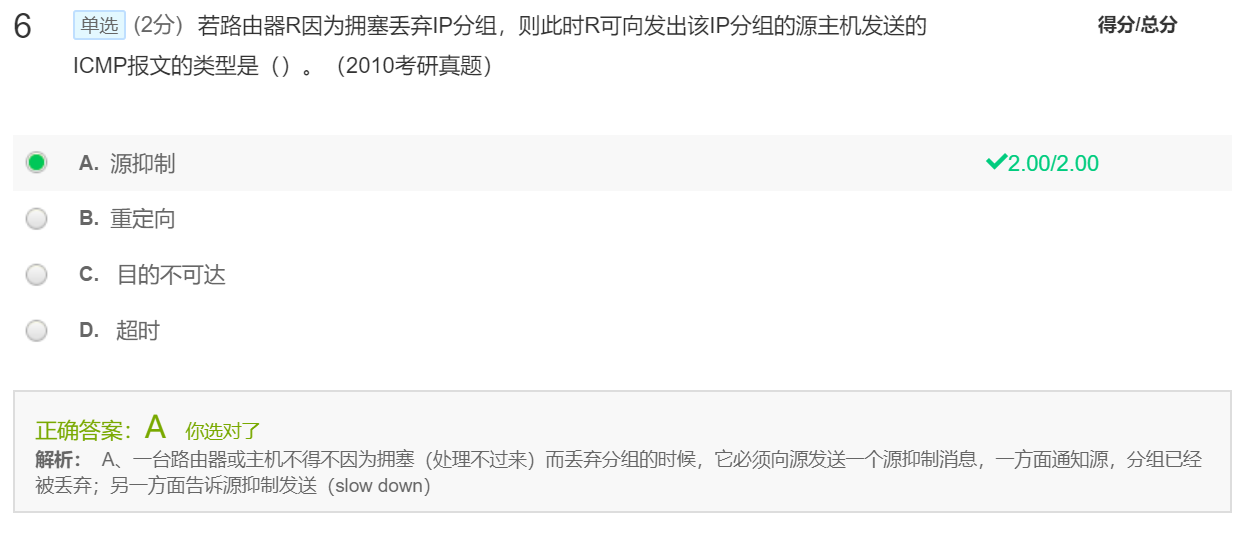 6 单选 (2分) 若路由器R因为拥塞丢弃IP分组，则此时R可向发出该IP分组的源主机发送的 得分/总分
ICMP报文的类型是（）。（2010考研真题）
A. 源抑制 2.00/2.00
B. 重定向
C. 目的不可达
D. 超时
正确答案：A 你选对了
解析： A、一台路由器或主机不得不因为拥塞（处理不过来）而丢弃分组的时候，它必须向源发送一个源抑制消息，一方面通知源，分组已经
被丢弃；另一方面告诉源抑制发送（slow down）